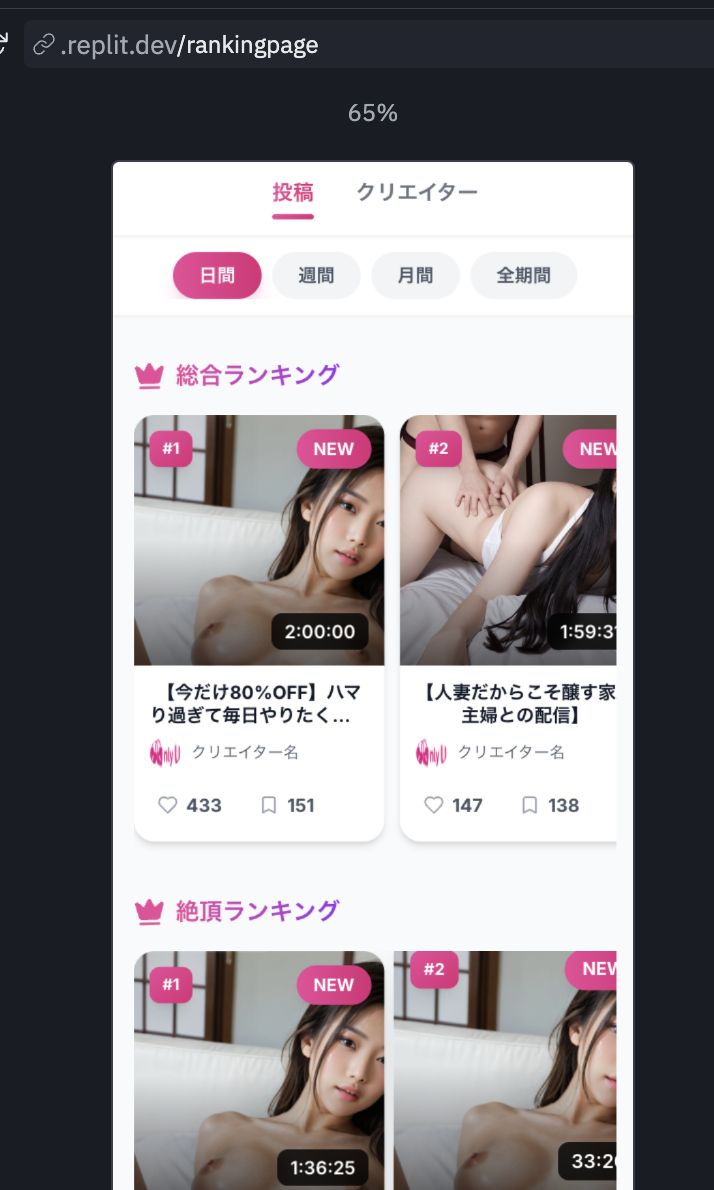 .replit.dev/rankingpage
65%
投稿
クリエイター
日間
週間
月間
全期間
総合ランキング
#1
NEW
2:00:00
【今だけ80%OFF】ハマ
り過ぎて毎日やりたく...
クリエイター名
433
151
#2
NEW
1:59:3
【人妻だからこそ醸す家
主婦との配信】
クリエイター名
147
138
絶頂ランキング
#1
NEW
1:36:25
#2
NEW
33:2